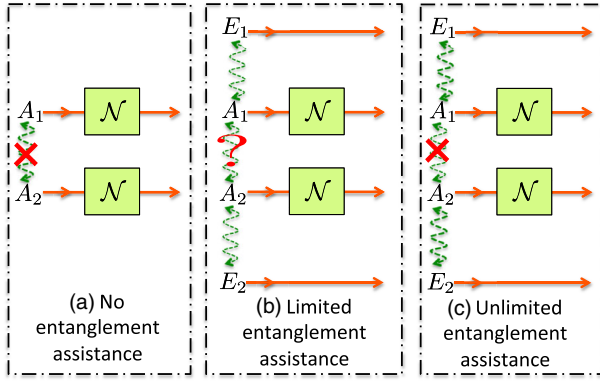 A1
N
A2
N
(a) No
entanglement
assistance
E1
A1
N
?
A2
N
E2
(b) Limited
entanglement
assistance
E1
A1
N
A2
N
E2
(c) Unlimited
entanglement
assistance